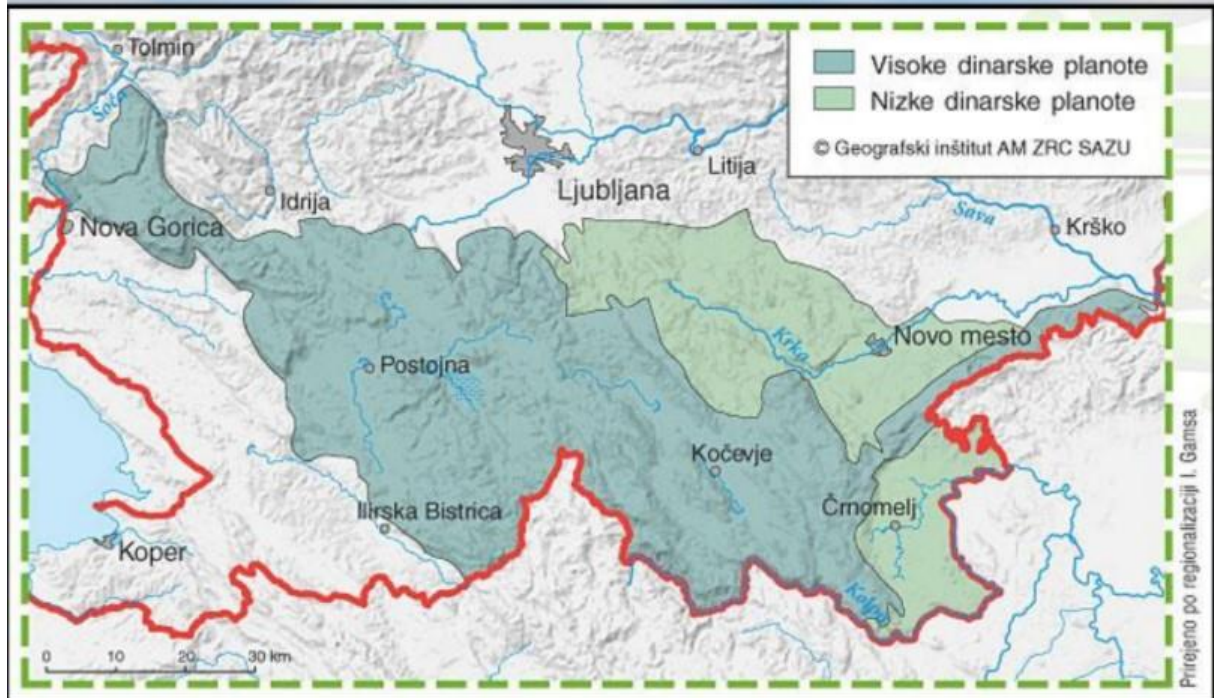 Tolmin
Soča
Visoke dinarske planote
Nizke dinarske planote
© Geografski inštitut AM ZRC SAZU
Litija
Ljubljana
Idrija
Nova Gorica
Sava
Krško
Krka
Novo mesto
Postojna
Kočevje
Črnomelj
Ilirska Bistrica
Koper
Kolpa
0 10 20 30 km
Prirejeno po regionalizaciji I. Gamsa